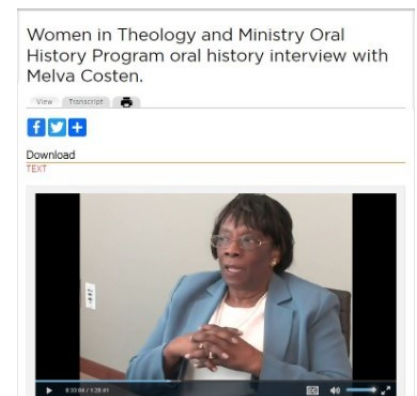 Women in Theology and Ministry Oral
History Program oral history interview with
Melva Costen.
View Transcript
Download
TEXT